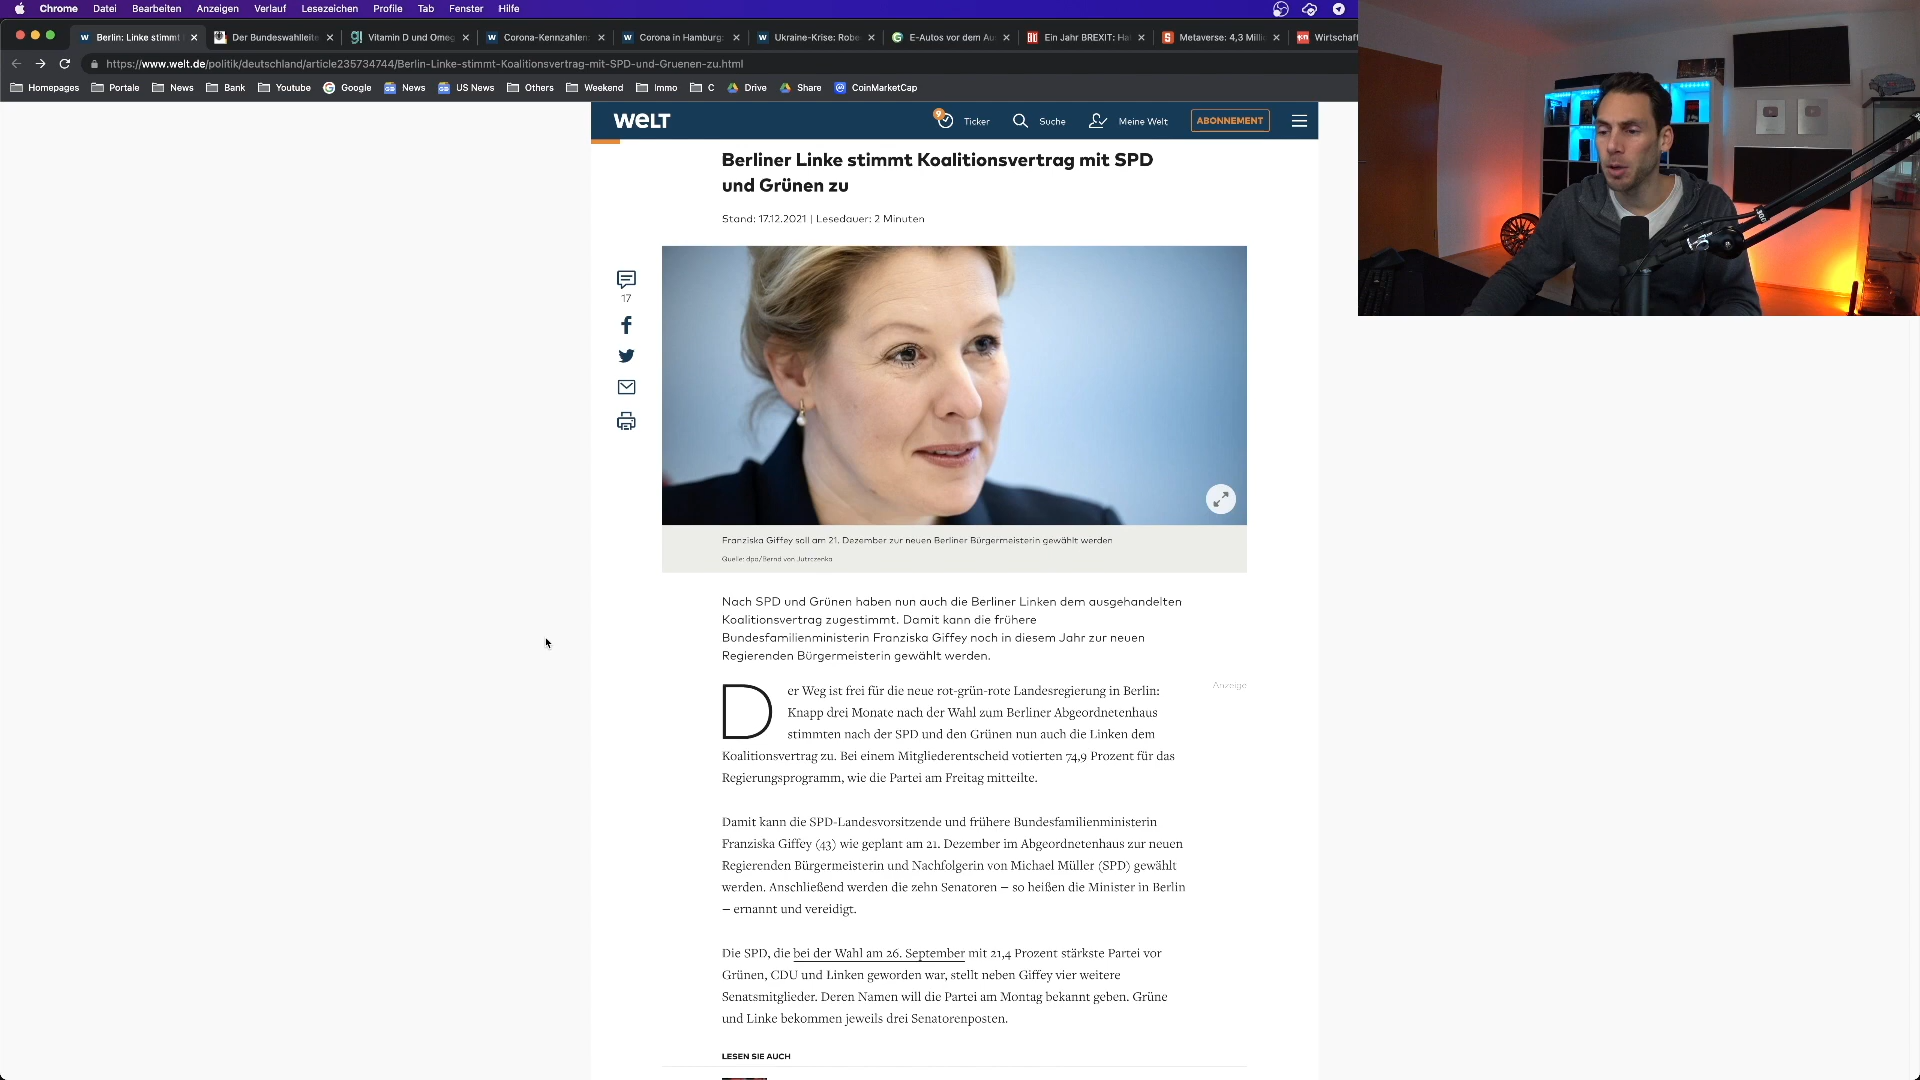 Chrome Datei Bearbeiten Anzeigen Verlauf Lesezeichen Profile Tab Fenster Hilfe
Berlin: Linke stimmt
Der Bundeswahlleite
Vitamin D und Ome
Corona-Kennzahlen:
Corona in Hamburg:
Ukraine-Krise: Rober
E-Autos vor dem Au
Ein Jahr BREXIT: Ha
Metaverse: 4,3 Milli
Wirtschaf
https://www.welt.de/politik/deutschland/article235734744/Berlin-Linke-stimmt-Koalitionsvertrag-mit-SPD-und-Gruenen-zu.html
Homepages Portale News Bank Youtube Google News US News Others Weekend Immo C Drive Share CoinMarketCap
WELT
9 Ticker Suche Meine Welt ABONNEMENT
Berliner Linke stimmt Koalitionsvertrag mit SPD
und Grünen zu
Stand: 17.12.2021 | Lesedauer: 2 Minuten
17
Franziska Giffey soll am 21. Dezember zur neuen Berliner Bürgermeisterin gewählt werden
Quelle: dpa/Bernd von Jutrczenka
Nach SPD und Grünen haben nun auch die Berliner Linken dem ausgehandelten
Koalitionsvertrag zugestimmt. Damit kann die frühere
Bundesfamilienministerin Franziska Giffey noch in diesem Jahr zur neuen
Regierenden Bürgermeisterin gewählt werden.
Anzeige
Der Weg ist frei für die neue rot-grün-rote Landesregierung in Berlin:
Knapp drei Monate nach der Wahl zum Berliner Abgeordnetenhaus
stimmten nach der SPD und den Grünen nun auch die Linken dem
Koalitionsvertrag zu. Bei einem Mitgliederentscheid votierten 74,9 Prozent für das
Regierungsprogramm, wie die Partei am Freitag mitteilte.
Damit kann die SPD-Landesvorsitzende und frühere Bundesfamilienministerin
Franziska Giffey (43) wie geplant am 21. Dezember im Abgeordnetenhaus zur neuen
Regierenden Bürgermeisterin und Nachfolgerin von Michael Müller (SPD) gewählt
werden. Anschließend werden die zehn Senatoren – so heißen die Minister in Berlin
– ernannt und vereidigt.
Die SPD, die bei der Wahl am 26. September mit 21,4 Prozent stärkste Partei vor
Grünen, CDU und Linken geworden war, stellt neben Giffey vier weitere
Senatsmitglieder. Deren Namen will die Partei am Montag bekannt geben. Grüne
und Linke bekommen jeweils drei Senatorenposten.
LESEN SIE AUCH